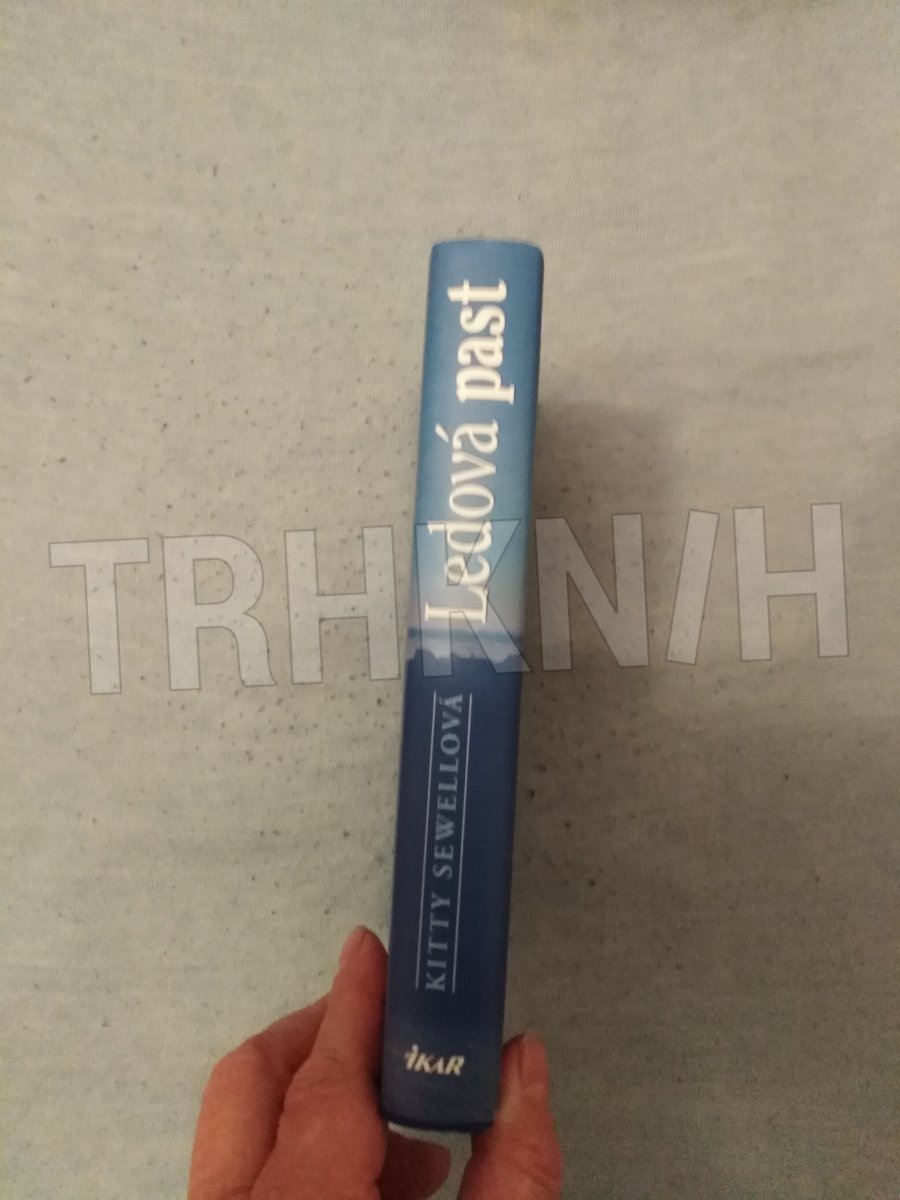 Ledová past
KITTY SEWELLOVÁ
iKAR
TRHKNIH